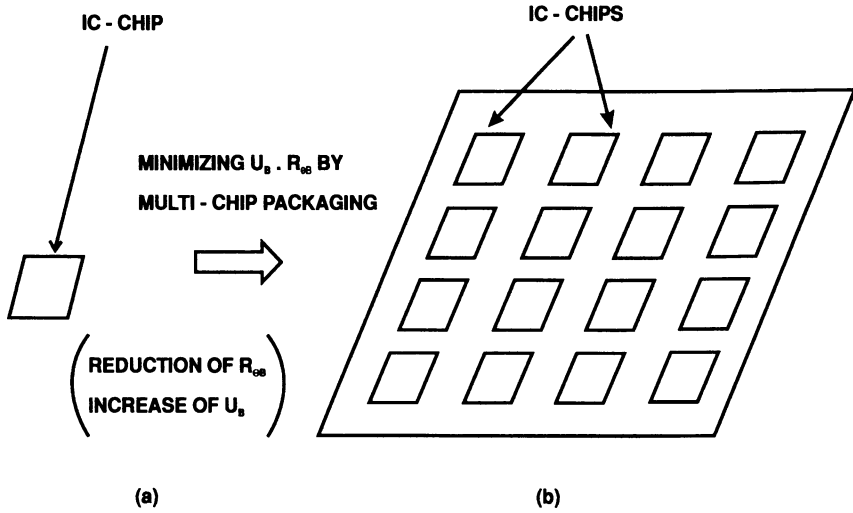 IC - CHIP
IC - CHIPS
MINIMIZING U_B . R_θB BY
MULTI - CHIP PACKAGING
REDUCTION OF R_θB
INCREASE OF U_B
(a)
(b)